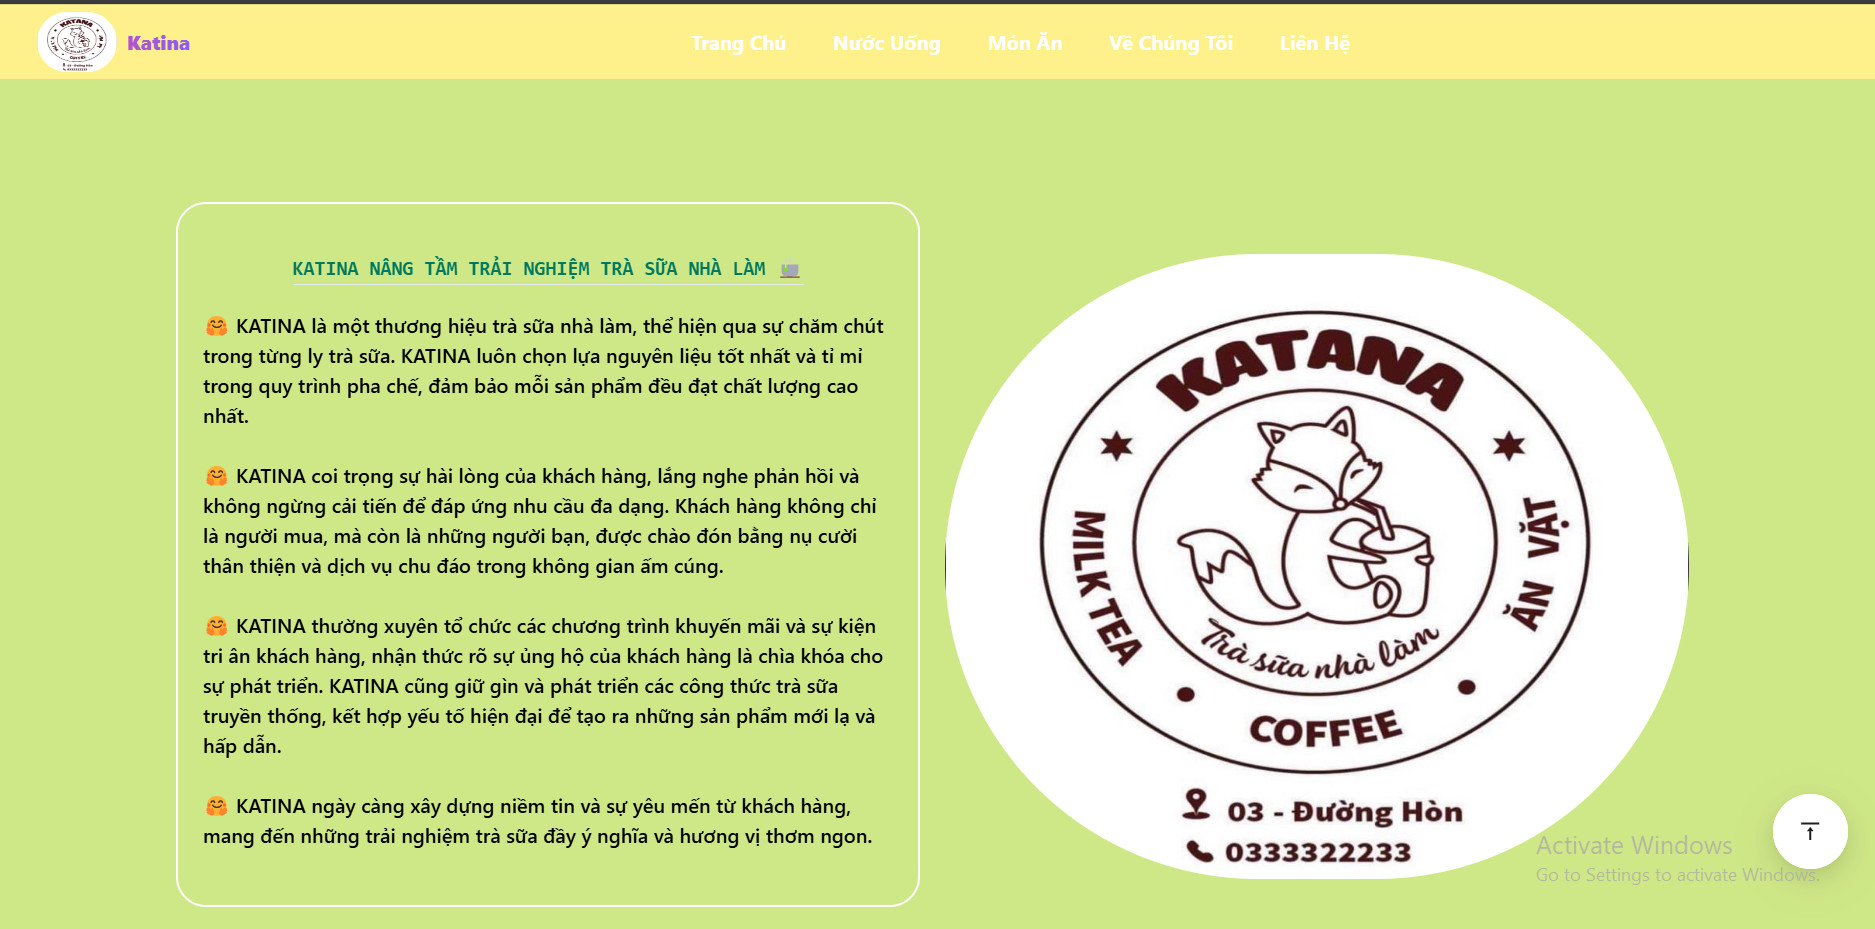 Katina
Trang Chủ Nước Uống Món Ăn Về Chúng Tôi Liên Hệ
KATINA NÂNG TẦM TRẢI NGHIỆM TRÀ SỮA NHÀ LÀM 🍵
🤗 KATINA là một thương hiệu trà sữa nhà làm, thể hiện qua sự chăm chút
trong từng ly trà sữa. KATINA luôn chọn lựa nguyên liệu tốt nhất và tỉ mỉ
trong quy trình pha chế, đảm bảo mỗi sản phẩm đều đạt chất lượng cao
nhất.
🤗 KATINA coi trọng sự hài lòng của khách hàng, lắng nghe phản hồi và
không ngừng cải tiến để đáp ứng nhu cầu đa dạng. Khách hàng không chỉ
là người mua, mà còn là những người bạn, được chào đón bằng nụ cười
thân thiện và dịch vụ chu đáo trong không gian ấm cúng.
🤗 KATINA thường xuyên tổ chức các chương trình khuyến mãi và sự kiện
tri ân khách hàng, nhận thức rõ sự ủng hộ của khách hàng là chìa khóa cho
sự phát triển. KATINA cũng giữ gìn và phát triển các công thức trà sữa
truyền thống, kết hợp yếu tố hiện đại để tạo ra những sản phẩm mới lạ và
hấp dẫn.
🤗 KATINA ngày càng xây dựng niềm tin và sự yêu mến từ khách hàng,
mang đến những trải nghiệm trà sữa đầy ý nghĩa và hương vị thơm ngon.
KATANA
MILK TEA
ĂN VẶT
Trà sữa nhà làm
COFFEE
03 - Đường Hòn
0333322233
Activate Windows
Go to Settings to activate Windows.